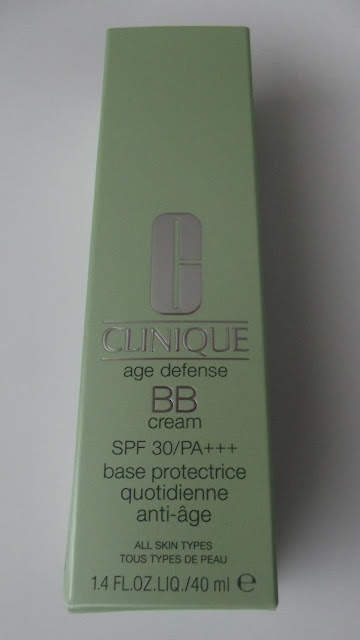 C
CLINIQUE
age defense
BB
cream
SPF 30/PA+++
base protectrice
quotidienne
anti-âge
ALL SKIN TYPES
TOUS TYPES DE PEAU
1.4 FL.OZ.LIQ./40 ml ℮